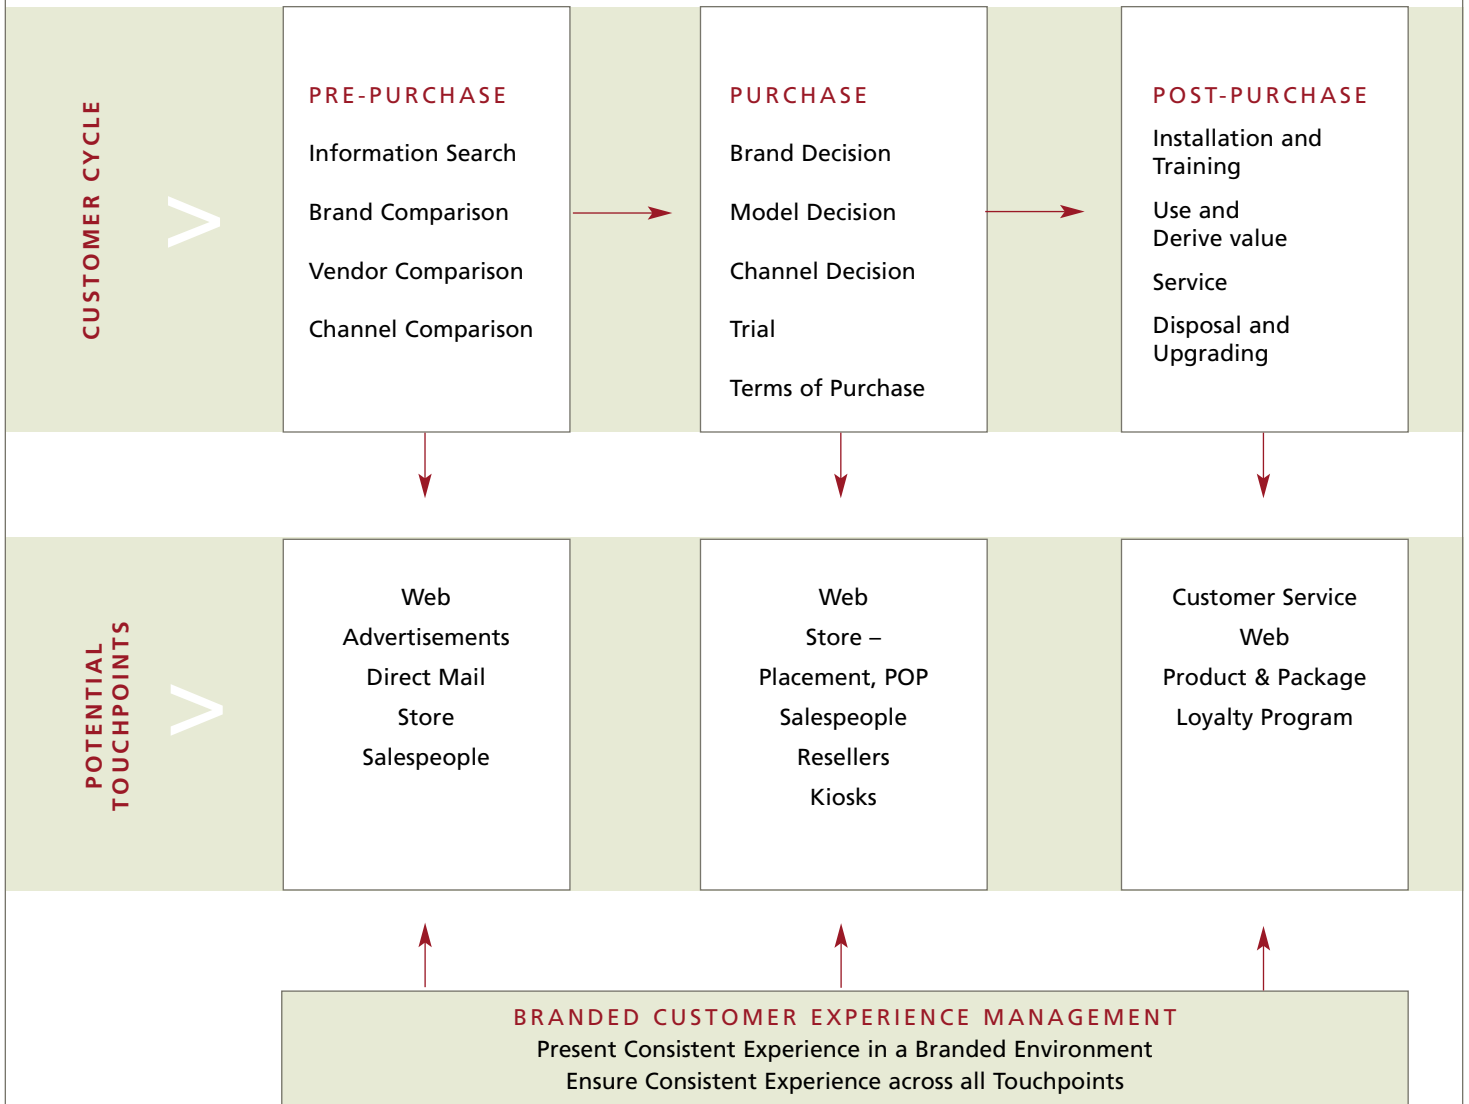 CUSTOMER CYCLE
>
PRE-PURCHASE
Information Search
Brand Comparison
Vendor Comparison
Channel Comparison
PURCHASE
Brand Decision
Model Decision
Channel Decision
Trial
Terms of Purchase
POST-PURCHASE
Installation and
Training
Use and
Derive value
Service
Disposal and
Upgrading
POTENTIAL
TOUCHPOINTS
>
Web
Advertisements
Direct Mail
Store
Salespeople
Web
Store –
Placement, POP
Salespeople
Resellers
Kiosks
Customer Service
Web
Product & Package
Loyalty Program
BRANDED CUSTOMER EXPERIENCE MANAGEMENT
Present Consistent Experience in a Branded Environment
Ensure Consistent Experience across all Touchpoints